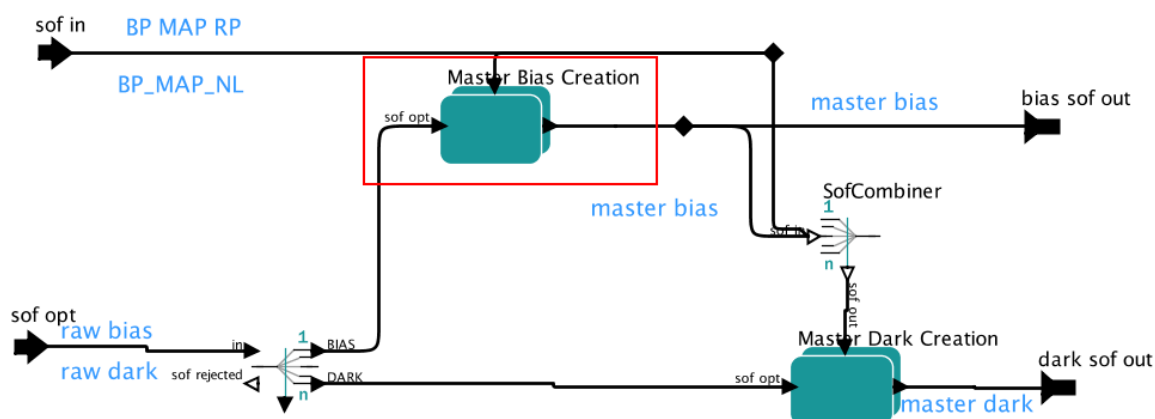 sof in
BP MAP RP
BP_MAP_NL
Master Bias Creation
sof opt
master bias
bias sof out
master bias
SofCombiner
1
sof in
n
sof out
sof opt
raw bias
raw dark
in
sof rejected
1
BIAS
DARK
n
Master Dark Creation
sof opt
dark sof out
master dark